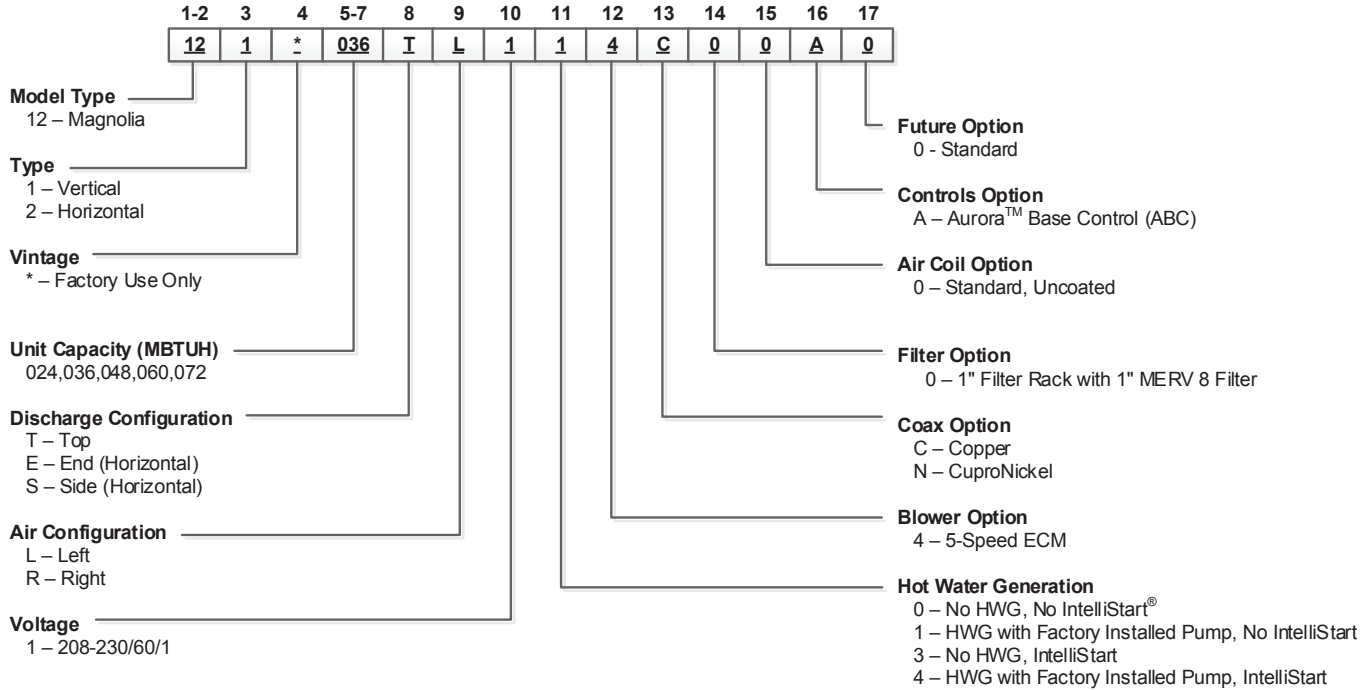 1-2 3 4 5-7 8 9 10 11 12 13 14 15 16 17
12 1 * 036 T L 1 1 4 C 0 0 A 0
Model Type
12 – Magnolia
Type
1 – Vertical
2 – Horizontal
Vintage
* – Factory Use Only
Unit Capacity (MBTUH)
024,036,048,060,072
Discharge Configuration
T – Top
E – End (Horizontal)
S – Side (Horizontal)
Air Configuration
L – Left
R – Right
Voltage
1 – 208-230/60/1
Future Option
0 - Standard
Controls Option
A – Aurora™ Base Control (ABC)
Air Coil Option
0 – Standard, Uncoated
Filter Option
0 – 1" Filter Rack with 1" MERV 8 Filter
Coax Option
C – Copper
N – CuproNickel
Blower Option
4 – 5-Speed ECM
Hot Water Generation
0 – No HWG, No IntelliStart®
1 – HWG with Factory Installed Pump, No IntelliStart
3 – No HWG, IntelliStart
4 – HWG with Factory Installed Pump, IntelliStart